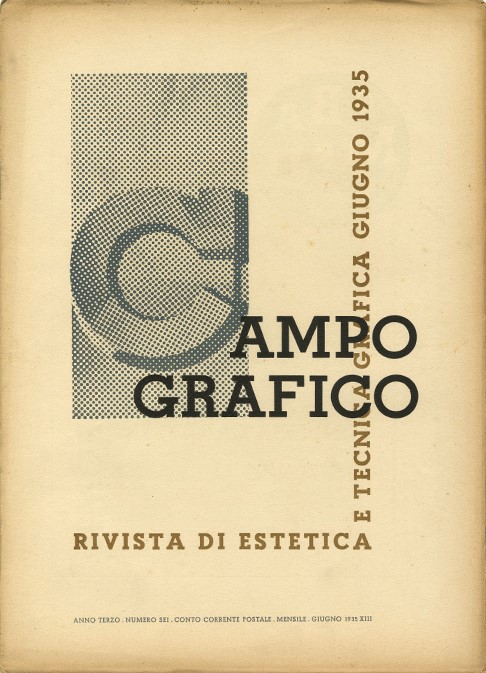 CAMPO
GRAFICO
RIVISTA DI ESTETICA
E TECNICA GRAFICA GIUGNO 1935
ANNO TERZO . NUMERO SEI . CONTO CORRENTE POSTALE . MENSILE . GIUGNO 1935 XIII